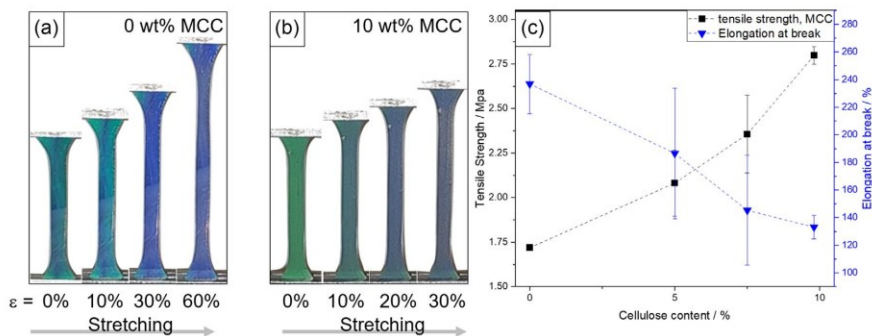 (a)
0 wt% MCC
ε = 0% 10% 30% 60%
Stretching
(b)
10 wt% MCC
0% 10% 20% 30%
Stretching
(c)
tensile strength, MCC
Elongation at break
Tensile Strength / Mpa
3.00
2.75
2.50
2.25
2.00
1.75
1.50
0 5 10
Cellulose content / %
280
260
240
220
200
180
160
140
120
100
Elongation at break / %